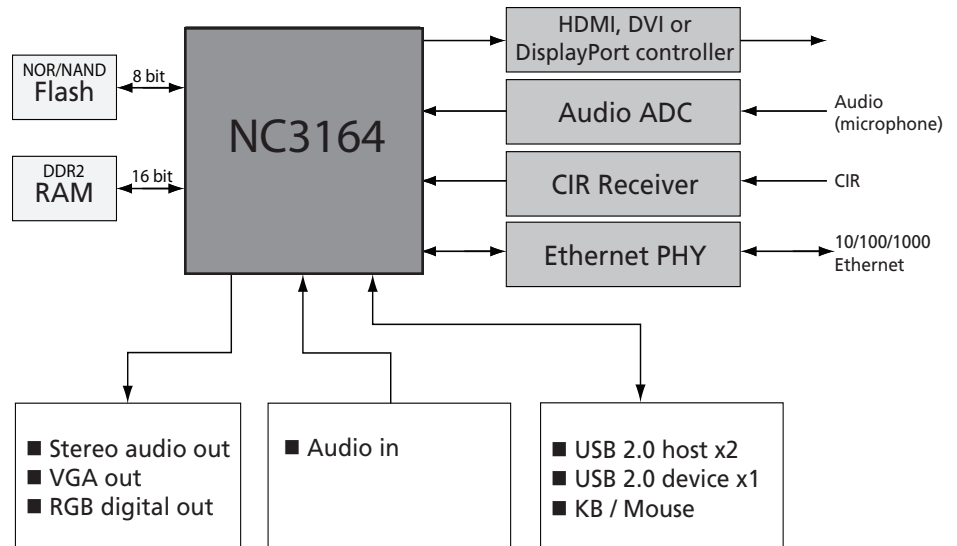 HDMI, DVI or
DisplayPort controller
NOR/NAND
Flash
8 bit
NC3164
Audio ADC
Audio
(microphone)
DDR2
RAM
16 bit
CIR Receiver
CIR
Ethernet PHY
10/100/1000
Ethernet
■ Stereo audio out
■ VGA out
■ RGB digital out
■ Audio in
■ USB 2.0 host x2
■ USB 2.0 device x1
■ KB / Mouse